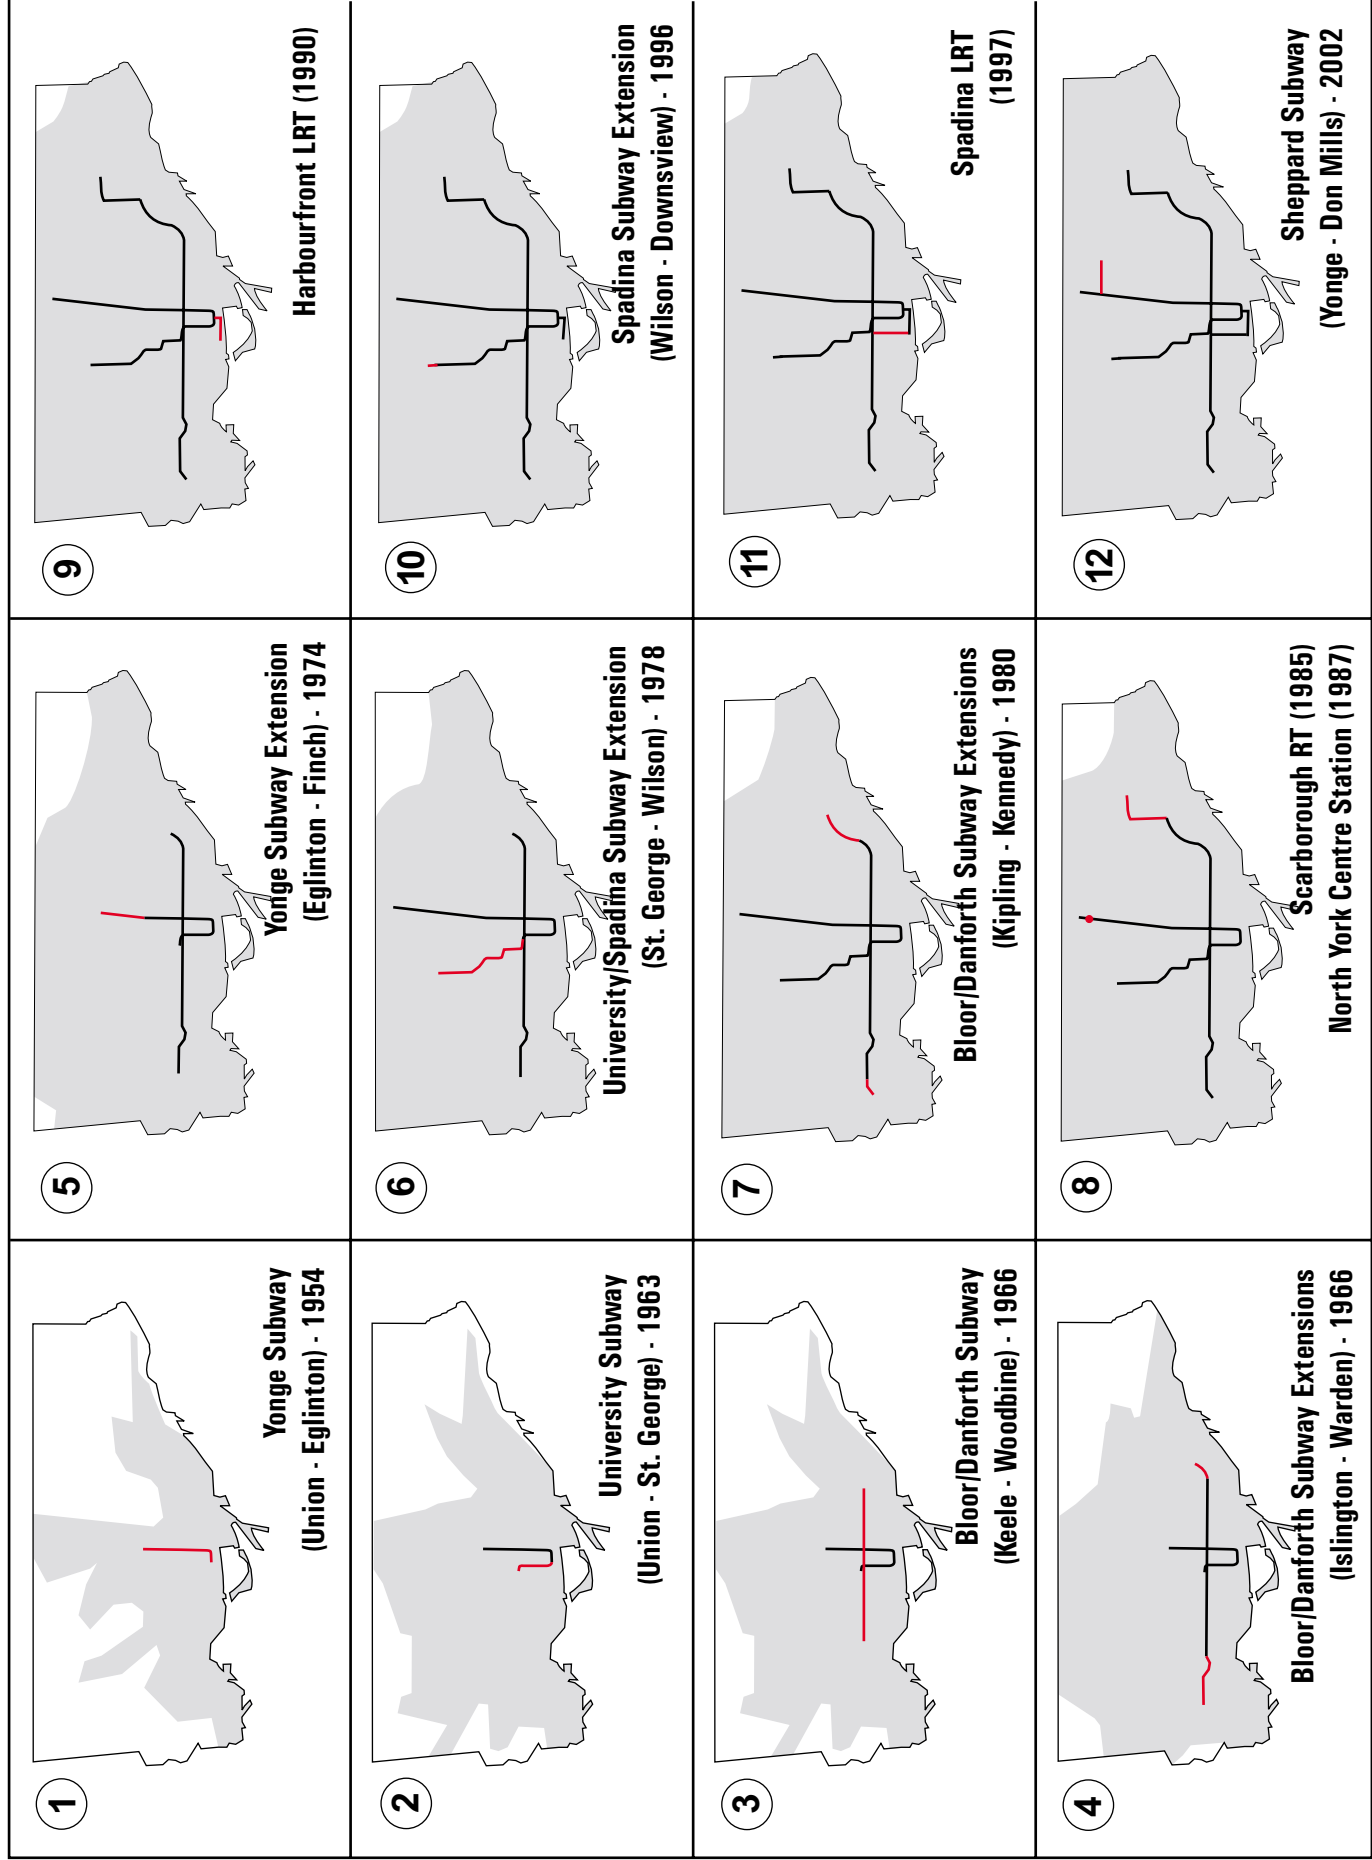 1
Yonge Subway
(Union - Eglinton) - 1954
2
University Subway
(Union - St. George) - 1963
3
Bloor/Danforth Subway
(Keele - Woodbine) - 1966
4
Bloor/Danforth Subway Extensions
(Islington - Warden) - 1966
5
Yonge Subway Extension
(Eglinton - Finch) - 1974
6
University/Spadina Subway Extension
(St. George - Wilson) - 1978
7
Bloor/Danforth Subway Extensions
(Kipling - Kennedy) - 1980
8
Scarborough RT (1985)
North York Centre Station (1987)
9
Harbourfront LRT (1990)
10
Spadina Subway Extension
(Wilson - Downsview) - 1996
11
Spadina LRT
(1997)
12
Sheppard Subway
(Yonge - Don Mills) - 2002